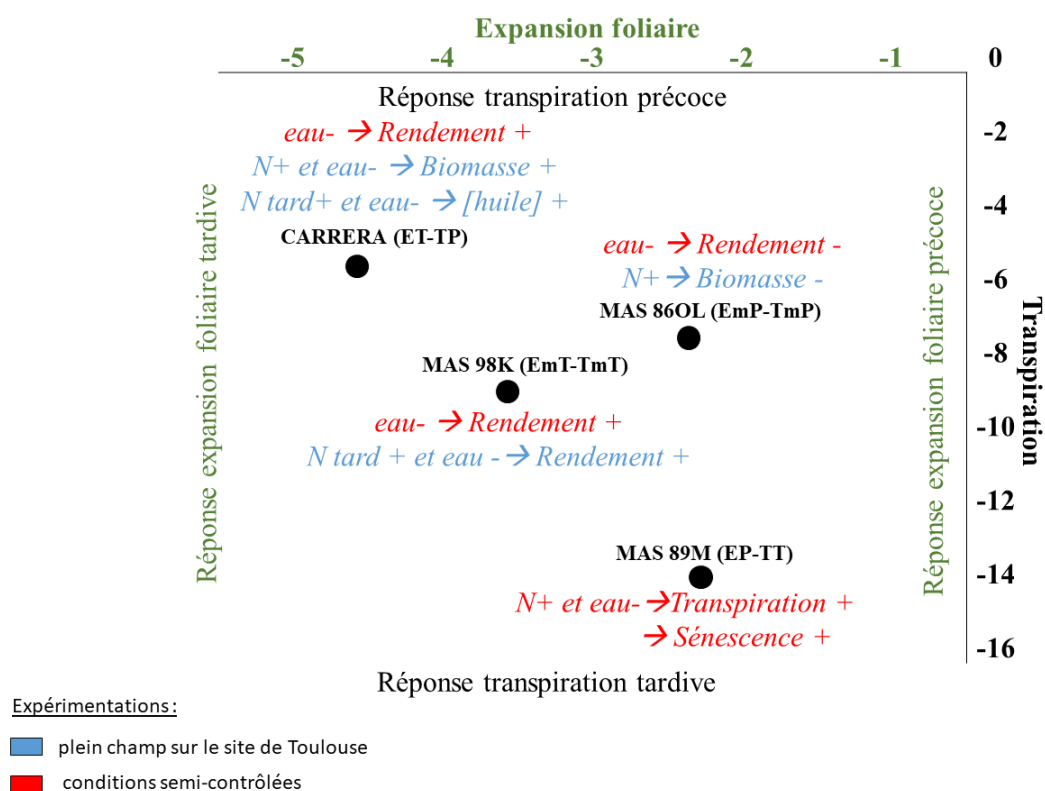 Expansion foliaire
-5 -4 -3 -2 -1 0
Réponse transpiration précoce
eau- → Rendement +
N+ et eau- → Biomasse +
N tard+ et eau- → [huile] +
CARRERA (ET-TP)
eau- → Rendement -
N+ → Biomasse -
MAS 86OL (EmP-TmP)
MAS 98K (EmT-TmT)
eau- → Rendement +
N tard + et eau - → Rendement +
MAS 89M (EP-TT)
N+ et eau- →Transpiration +
→ Sénescence +
Réponse transpiration tardive
Réponse expansion foliaire tardive
Réponse expansion foliaire précoce
-2
-4
-6
-8
-10
-12
-14
-16
Transpiration
Expérimentations :
plein champ sur le site de Toulouse
conditions semi-contrôlées